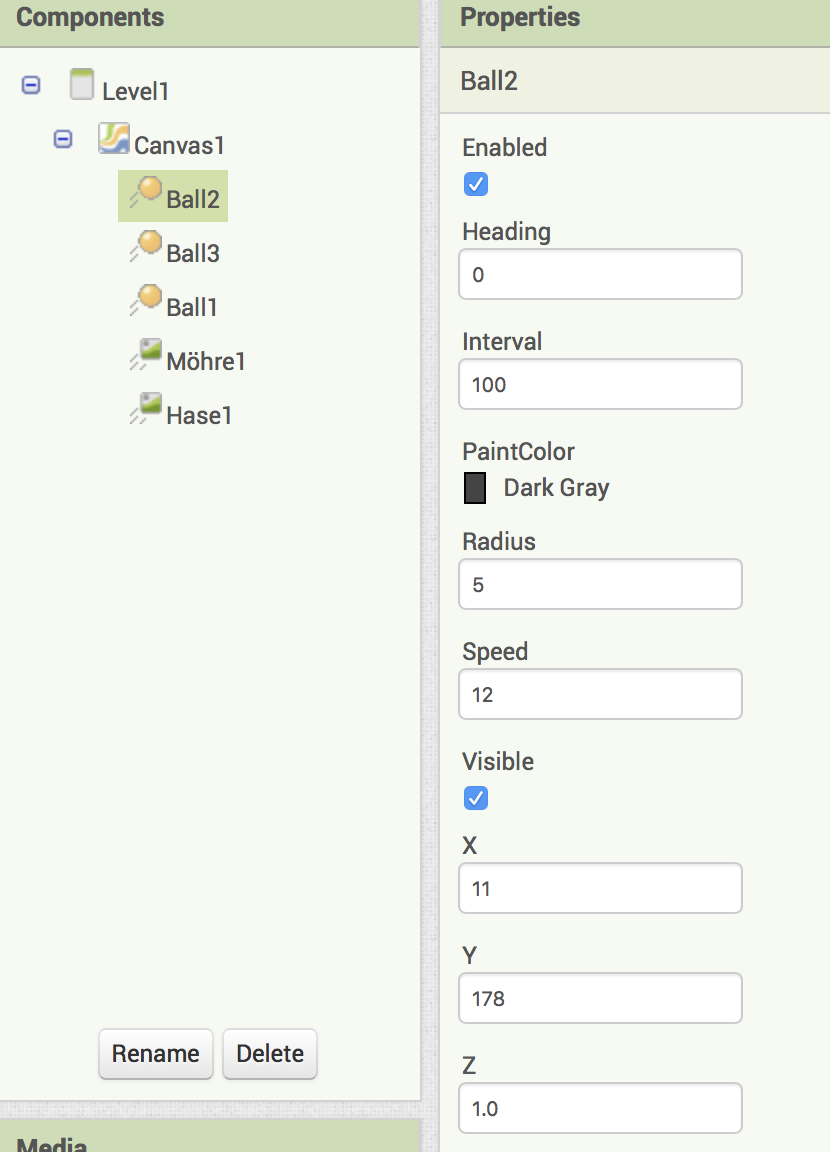 Components
Level1
Canvas1
Ball2
Ball3
Ball1
Möhre1
Hase1
Rename
Delete
Media
Properties
Ball2
Enabled
Heading
0
Interval
100
PaintColor
Dark Gray
Radius
5
Speed
12
Visible
X
11
Y
178
Z
1.0